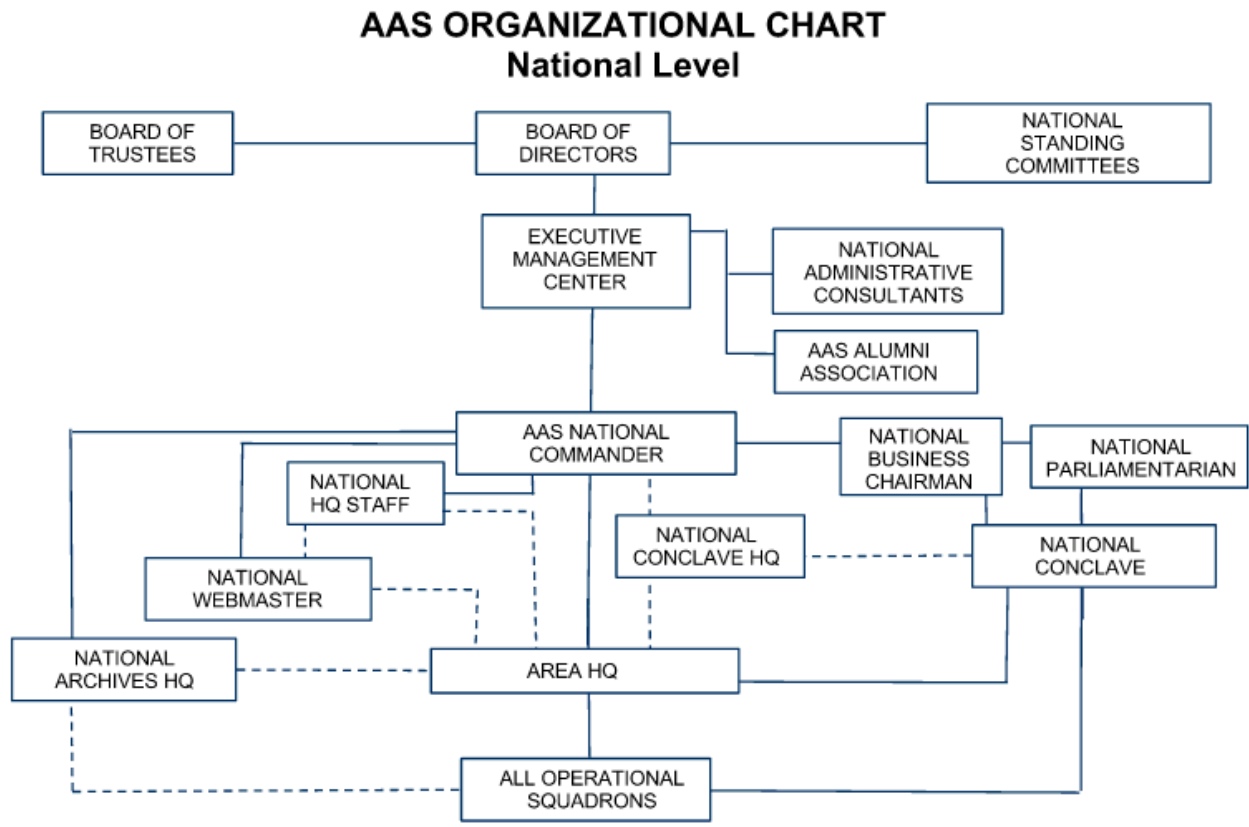 AAS ORGANIZATIONAL CHART
National Level
BOARD OF
TRUSTEES
BOARD OF
DIRECTORS
NATIONAL
STANDING
COMMITTEES
EXECUTIVE
MANAGEMENT
CENTER
NATIONAL
ADMINISTRATIVE
CONSULTANTS
AAS ALUMNI
ASSOCIATION
AAS NATIONAL
COMMANDER
NATIONAL
BUSINESS
CHAIRMAN
NATIONAL
PARLIAMENTARIAN
NATIONAL
HQ STAFF
NATIONAL
CONCLAVE HQ
NATIONAL
CONCLAVE
NATIONAL
WEBMASTER
NATIONAL
ARCHIVES HQ
AREA HQ
ALL OPERATIONAL
SQUADRONS